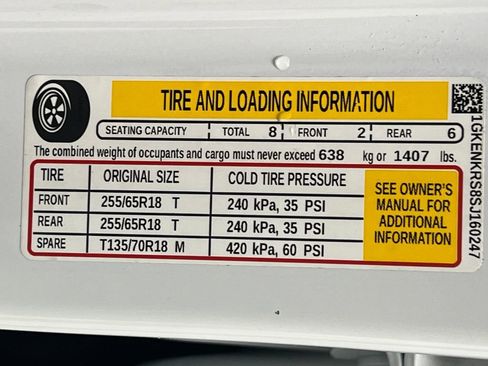 TIRE AND LOADING INFORMATION
SEATING CAPACITY TOTAL 8 FRONT 2 REAR 6
The combined weight of occupants and cargo must never exceed 638 kg or 1407 lbs.
TIRE ORIGINAL SIZE COLD TIRE PRESSURE
FRONT 255/65R18 T 240 kPa, 35 PSI
REAR 255/65R18 T 240 kPa, 35 PSI
SPARE T135/70R18 M 420 kPa, 60 PSI
SEE OWNER'S
MANUAL FOR
ADDITIONAL
INFORMATION
1GKENKRS8SJ160247